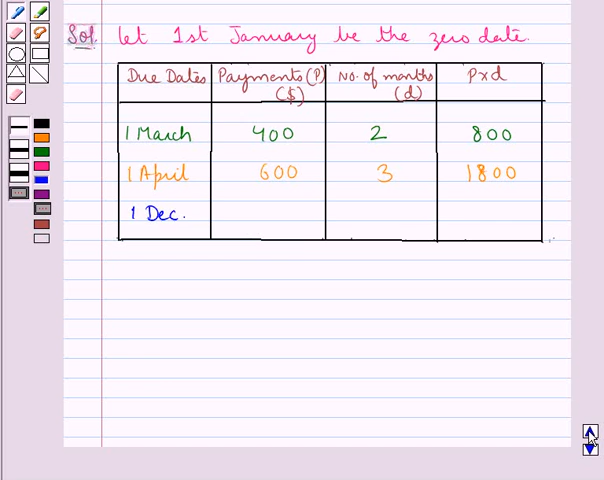 Sol. let 1st January be the zero date.
Due Dates Payments (P) ($) No. of months (d) Pxd
1 March 400 2 800
1 April 600 3 1800
1 Dec.